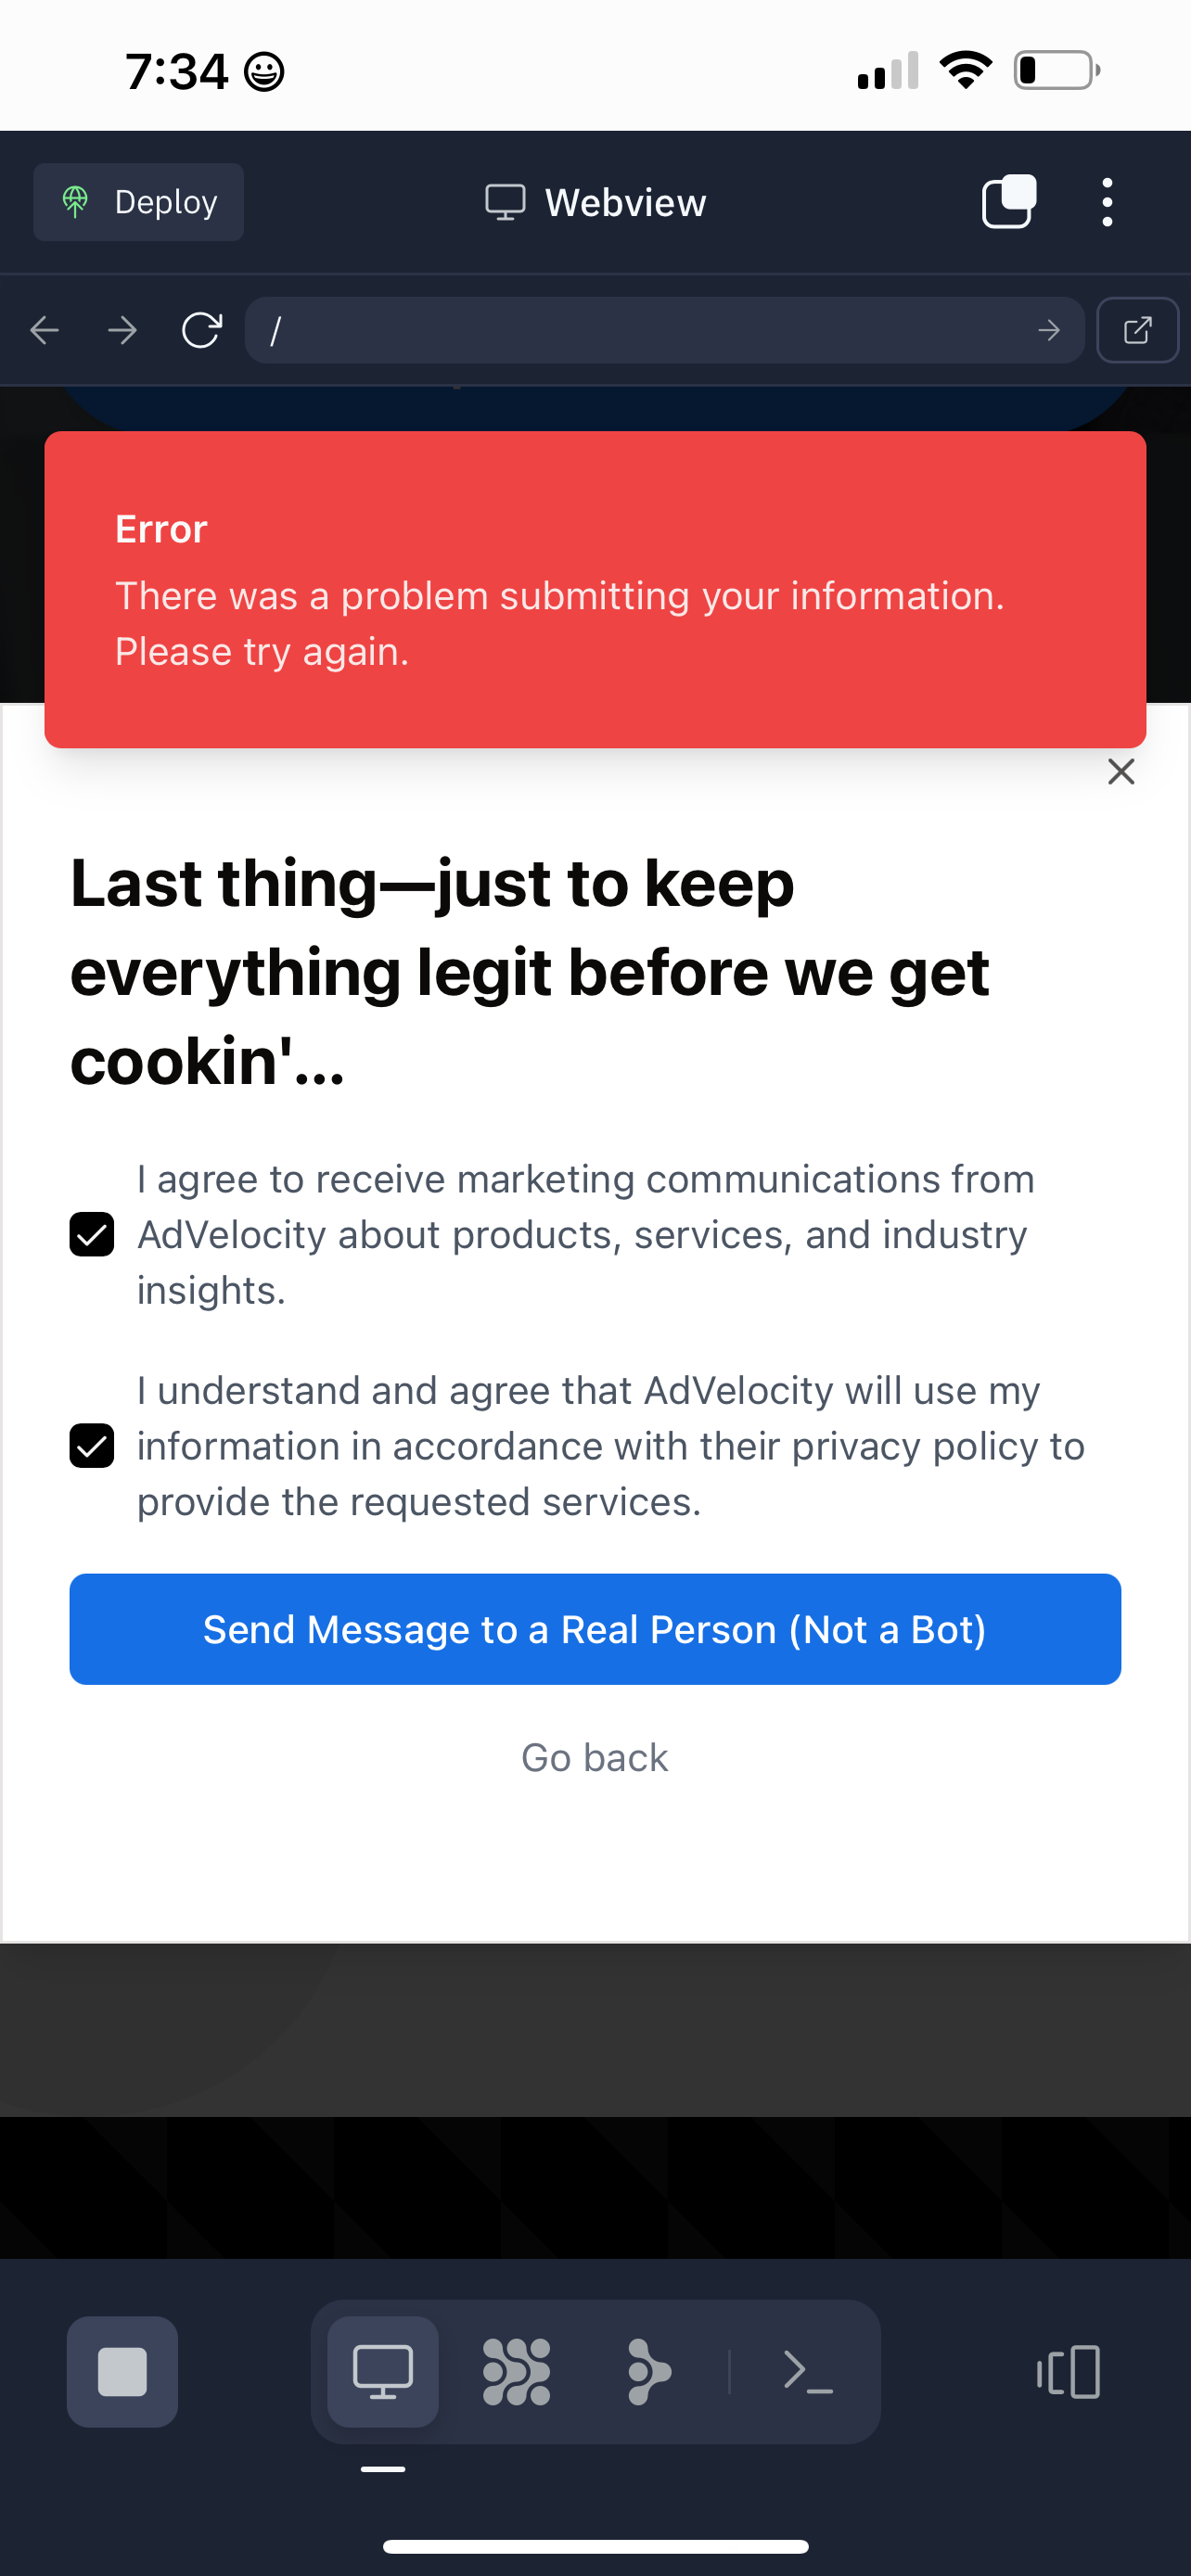 7:34
Deploy
Webview
/
Error
There was a problem submitting your information.
Please try again.
Last thing—just to keep
everything legit before we get
cookin'...
I agree to receive marketing communications from
AdVelocity about products, services, and industry
insights.
I understand and agree that AdVelocity will use my
information in accordance with their privacy policy to
provide the requested services.
Send Message to a Real Person (Not a Bot)
Go back